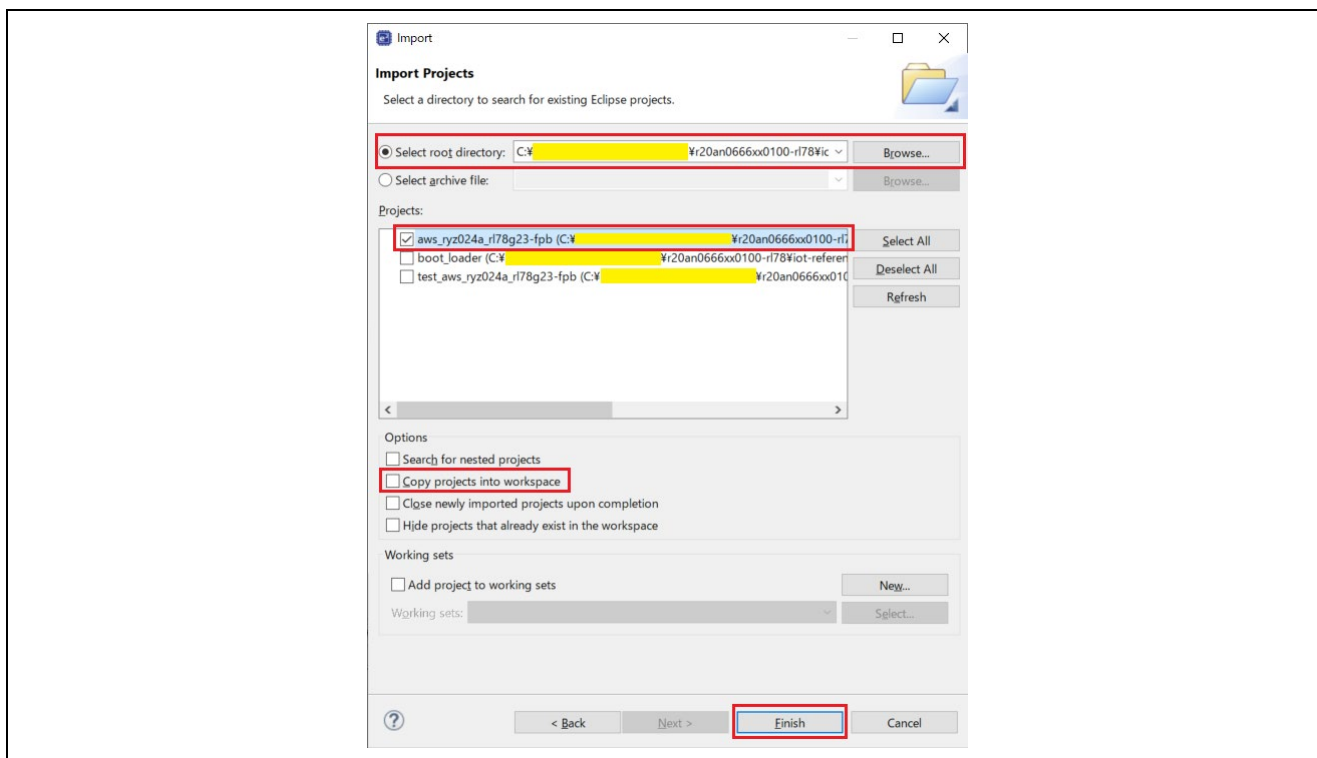 Import
Import Projects
Select a directory to search for existing Eclipse projects.
Select root directory: C:¥ ¥r20an0666xx0100-rl78¥ic Browse...
Select archive file: Browse...
Projects:
aws_ryz024a_rl78g23-fpb (C:¥ ¥r20an0666xx0100-rl7 Select All
boot_loader (C:¥ ¥r20an0666xx0100-rl78¥iot-referen
Deselect All
test_aws_ryz024a_rl78g23-fpb (C:¥ ¥r20an0666xx010
Refresh
Options
Search for nested projects
Copy projects into workspace
Close newly imported projects upon completion
Hide projects that already exist in the workspace
Working sets
Add project to working sets New...
Working sets: Select...
? < Back Next > Finish Cancel